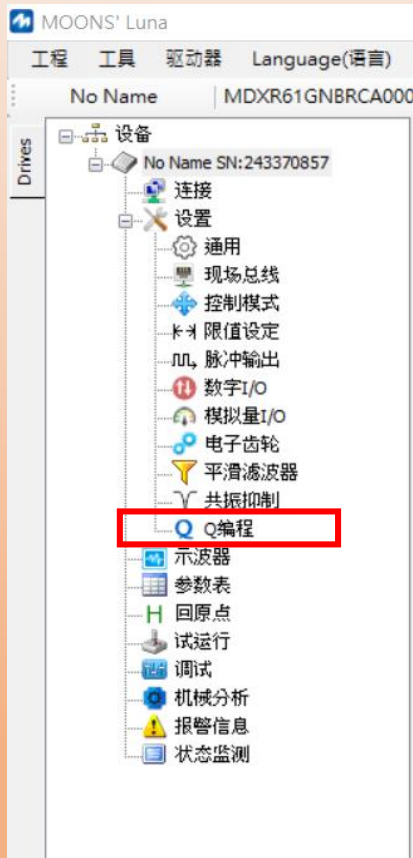 MOONS' Luna
工程 工具 驱动器 Language(语言)
No Name MDXR61GNBRCA000
Drives
设备
No Name SN:243370857
连接
设置
通用
现场总线
控制模式
限值设定
脉冲输出
数字I/O
模拟量I/O
电子齿轮
平滑滤波器
共振抑制
Q Q编程
示波器
参数表
H 回原点
试运行
调试
机械分析
报警信息
状态监测